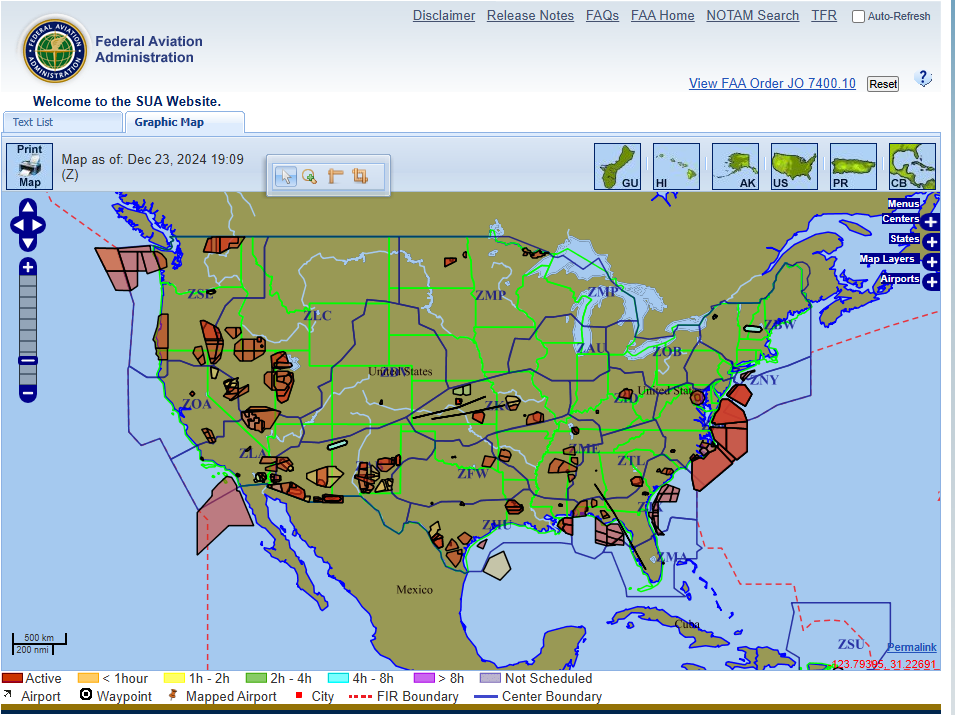 Disclaimer Release Notes FAQs FAA Home NOTAM Search TFR Auto-Refresh
FEDERAL AVIATION ADMINISTRATION
Federal Aviation
Administration
View FAA Order JO 7400.10 Reset ?
Welcome to the SUA Website.
Text List Graphic Map
Print
Map
Map as of: Dec 23, 2024 19:09
(Z)
GU HI AK US PR CB
Menus
Centers
States
Map Layers
Airports
ZSE
ZMP
ZMP
ZLC
ZBW
ZAU
ZOB
United States
ZNY
ZOA
ZID
United Stat
ZLA
ZME
ZTL
ZFW
ZHU
ZMA
Mexico
Cuba
ZSU
500 km
200 nmi
Permalink
-123.79395, 31.22691
Active < 1hour 1h - 2h 2h - 4h 4h - 8h > 8h Not Scheduled
Airport Waypoint Mapped Airport City FIR Boundary Center Boundary